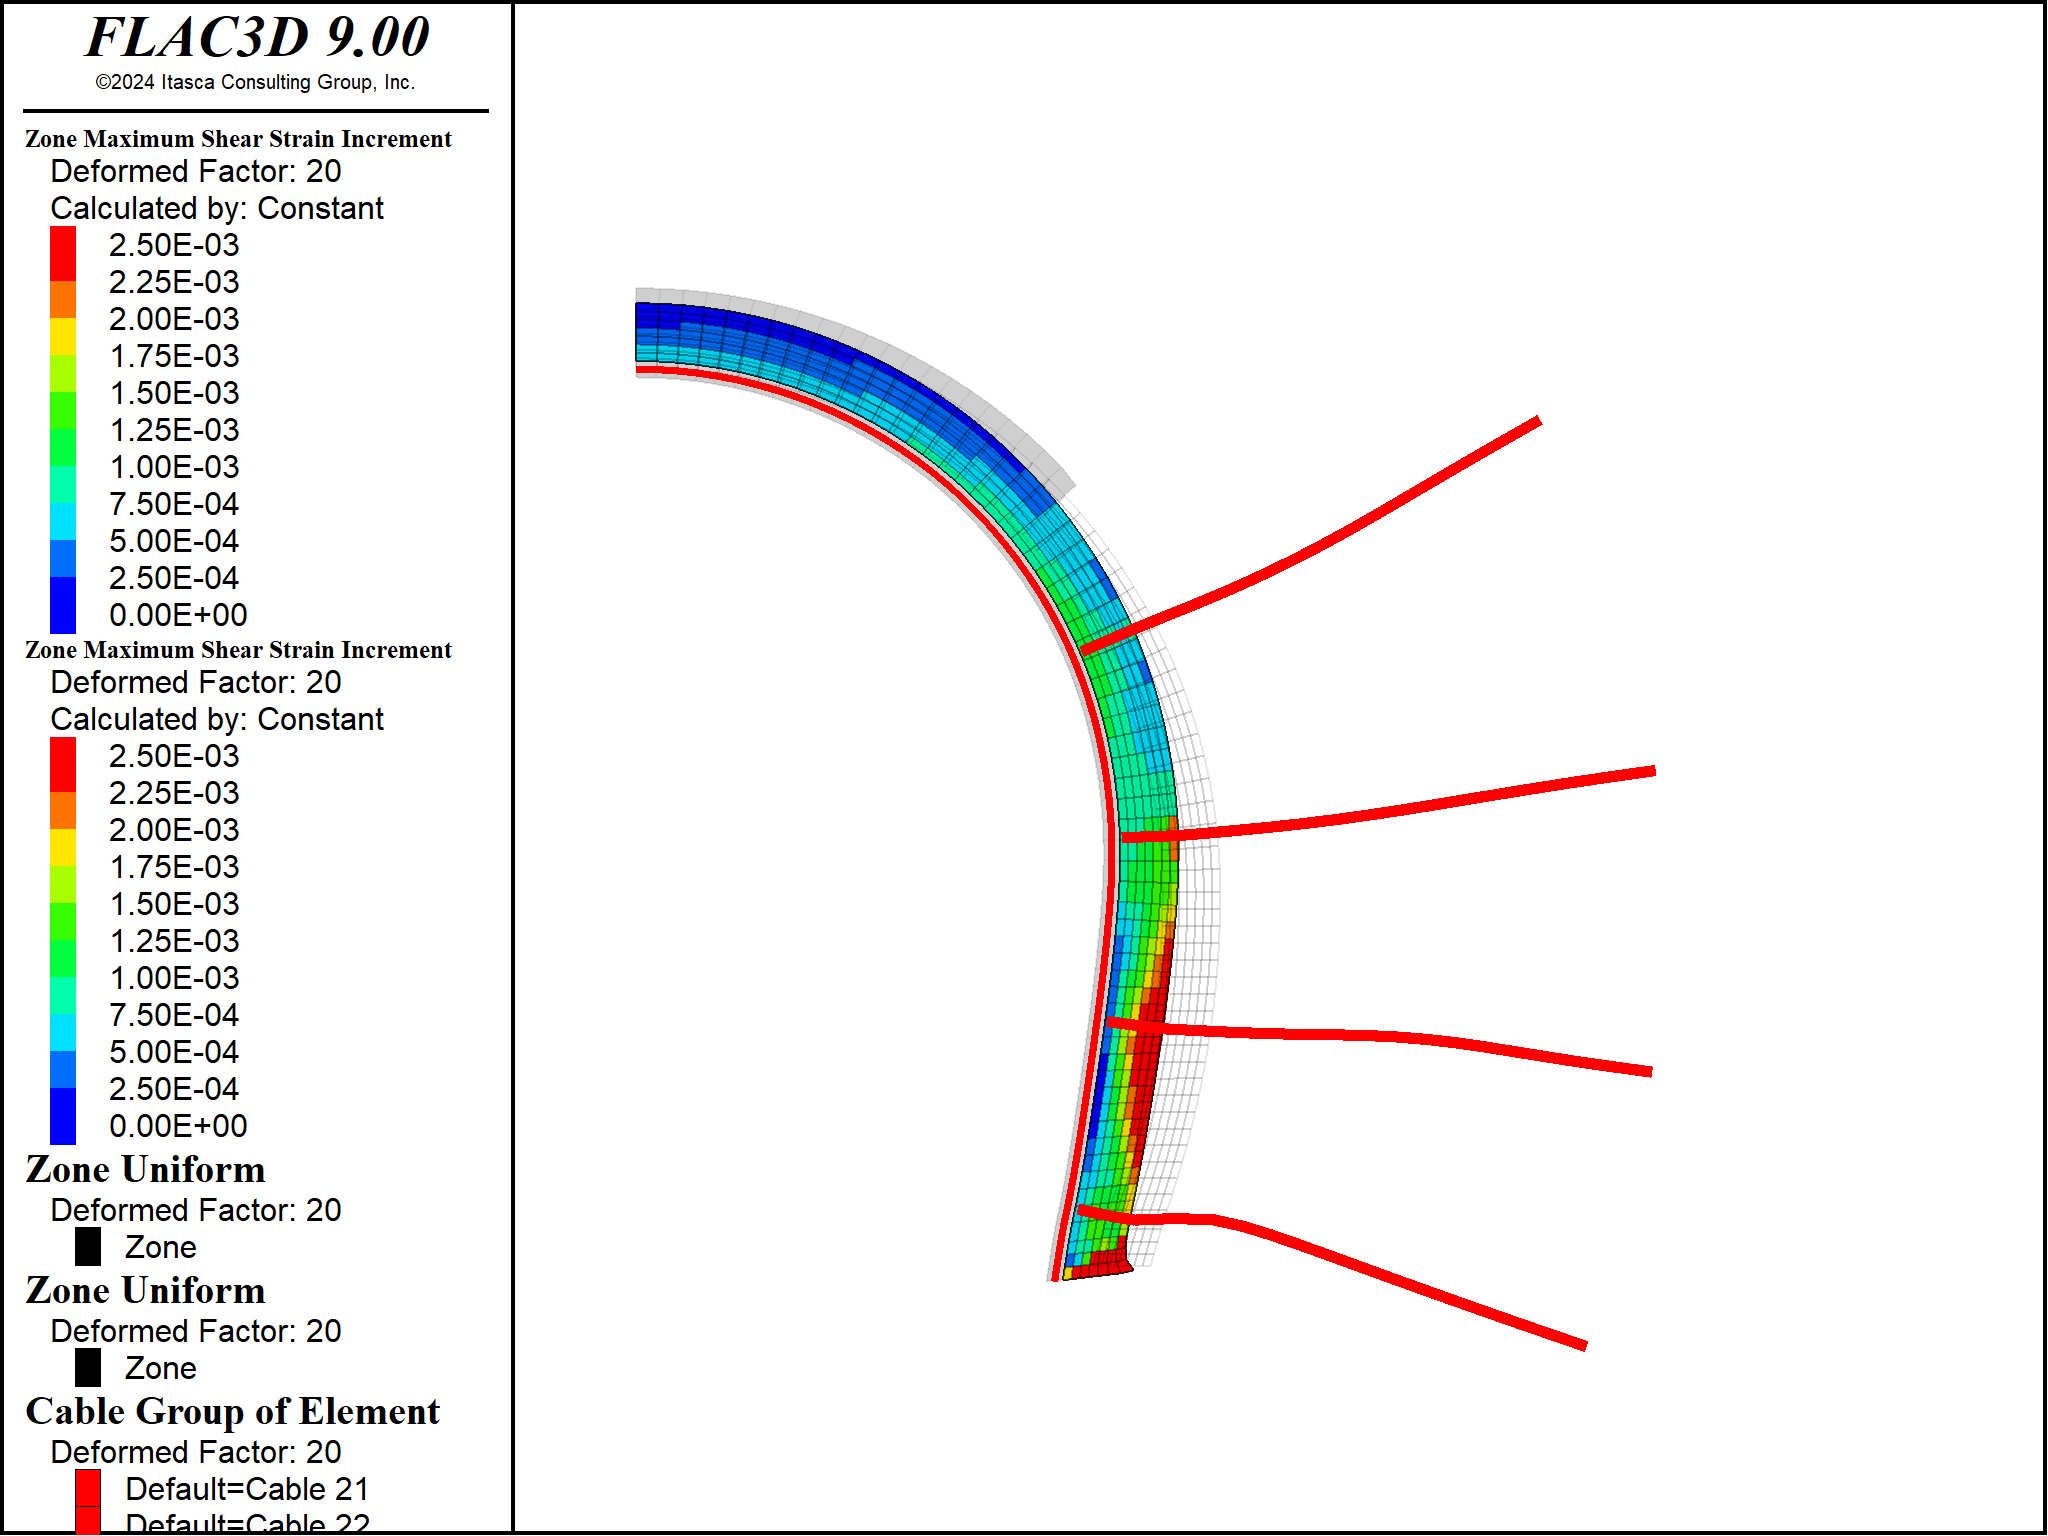 FLAC3D 9.00
©2024 Itasca Consulting Group, Inc.
Zone Maximum Shear Strain Increment
Deformed Factor: 20
Calculated by: Constant
2.50E-03
2.25E-03
2.00E-03
1.75E-03
1.50E-03
1.25E-03
1.00E-03
7.50E-04
5.00E-04
2.50E-04
0.00E+00
Zone Maximum Shear Strain Increment
Deformed Factor: 20
Calculated by: Constant
2.50E-03
2.25E-03
2.00E-03
1.75E-03
1.50E-03
1.25E-03
1.00E-03
7.50E-04
5.00E-04
2.50E-04
0.00E+00
Zone Uniform
Deformed Factor: 20
Zone
Zone Uniform
Deformed Factor: 20
Zone
Cable Group of Element
Deformed Factor: 20
Default=Cable 21
Default=Cable 22